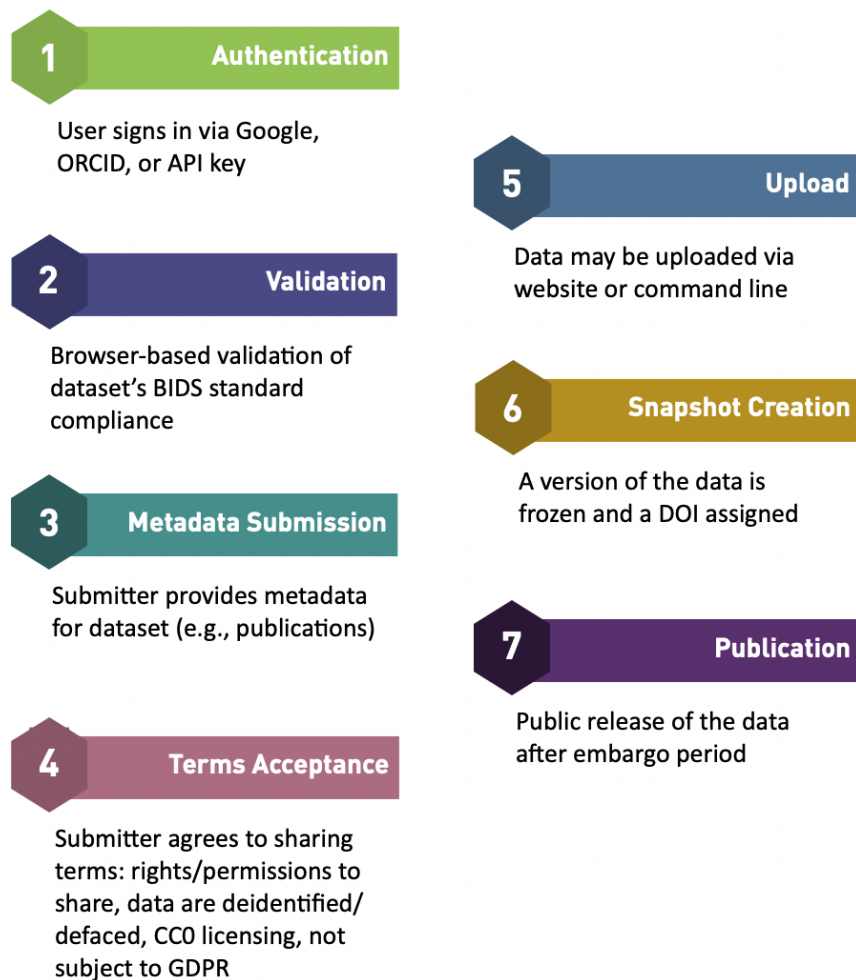 1
Authentication
User signs in via Google,
ORCID, or API key
2
Validation
Browser-based validation of
dataset's BIDS standard
compliance
3
Metadata Submission
Submitter provides metadata
for dataset (e.g., publications)
4
Terms Acceptance
Submitter agrees to sharing
terms: rights/permissions to
share, data are deidentified/
defaced, CC0 licensing, not
subject to GDPR
5
Upload
Data may be uploaded via
website or command line
6
Snapshot Creation
A version of the data is
frozen and a DOI assigned
7
Publication
Public release of the data
after embargo period